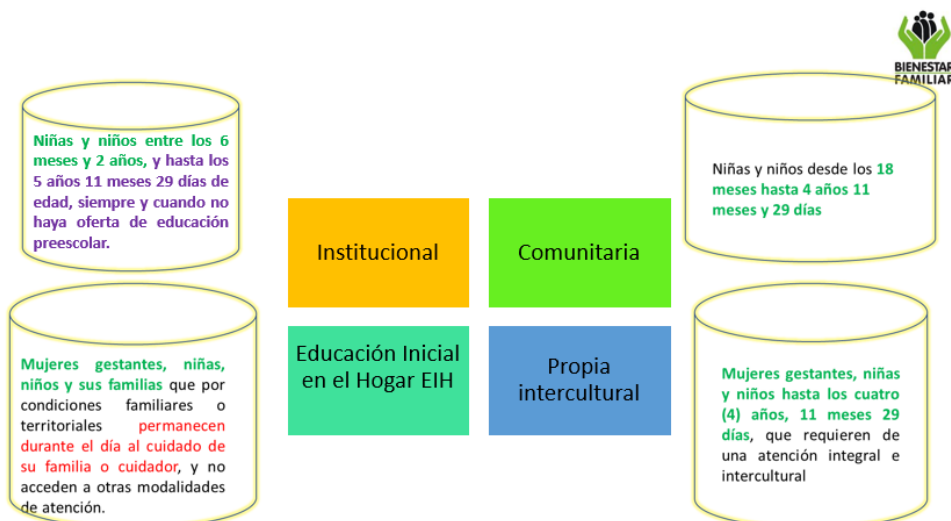 BIENESTAR
FAMILIAR
Niñas y niños entre los 6
meses y 2 años, y hasta los
5 años 11 meses 29 días de
edad, siempre y cuando no
haya oferta de educación
preescolar.
Institucional
Comunitaria
Niñas y niños desde los 18
meses hasta 4 años 11
meses y 29 días
Mujeres gestantes, niñas,
niños y sus familias que por
condiciones familiares o
territoriales permanecen
durante el día al cuidado de
su familia o cuidador, y no
acceden a otras modalidades
de atención.
Educación Inicial
en el Hogar EIH
Propia
intercultural
Mujeres gestantes, niñas
y niños hasta los cuatro
(4) años, 11 meses 29
días, que requieren de
una atención integral e
intercultural